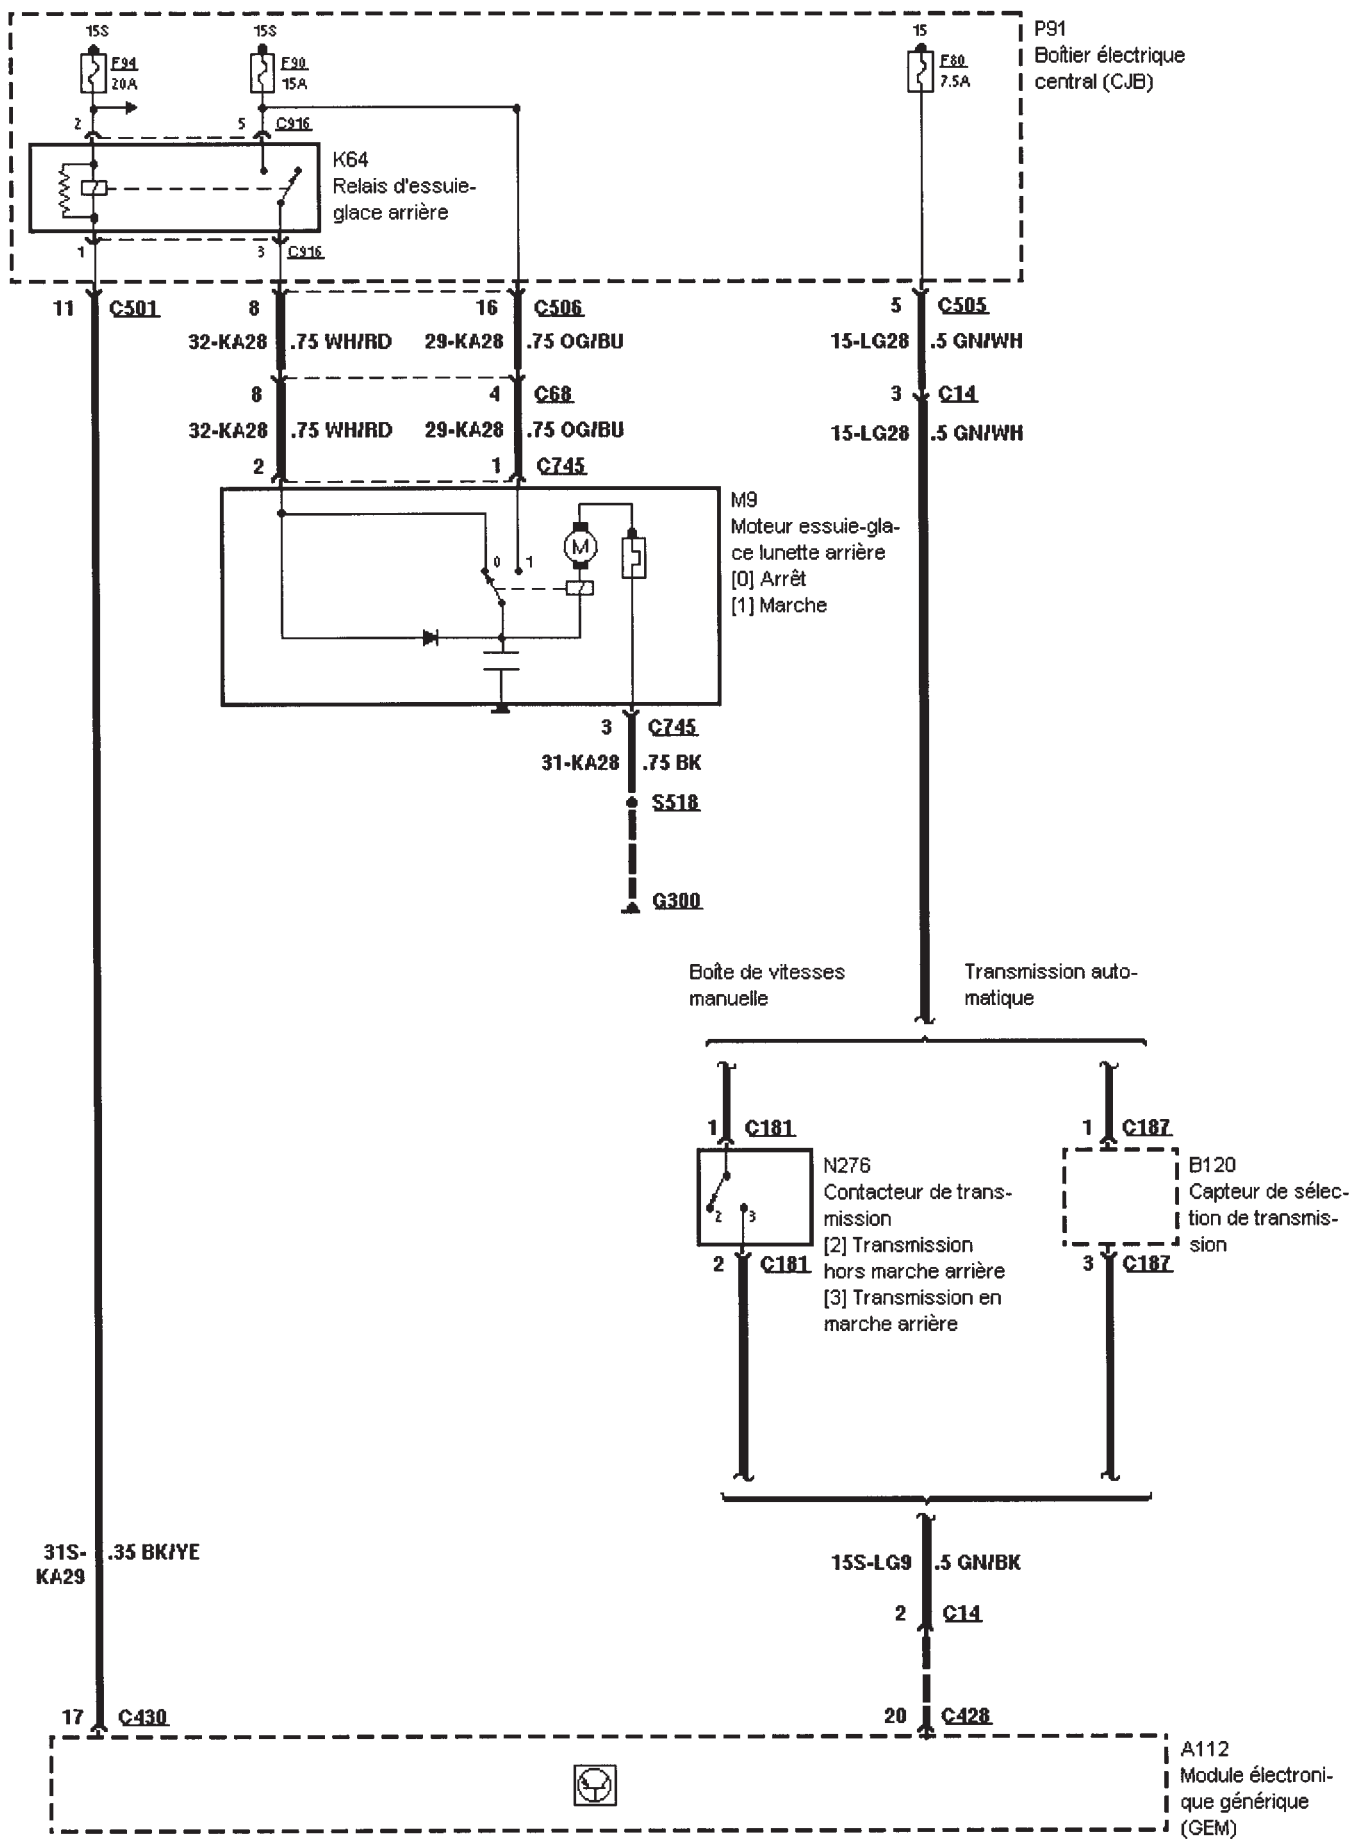 15S 15S 15 P91
Boîtier électrique
central (CJB)
F94 F90 F80
20A 15A 7.5A
2 5 C916
K64
Relais d'essuie-
glace arrière
1 3 C916
11 C501 8 16 C506 5 C505
32-KA28 .75 WH/RD 29-KA28 .75 OG/BU 15-LG28 .5 GN/WH
8 4 C68 3 C14
32-KA28 .75 WH/RD 29-KA28 .75 OG/BU 15-LG28 .5 GN/WH
2 1 C745
M9
Moteur essuie-gla-
ce lunette arrière
[0] Arrêt
[1] Marche
M
0 1
3 C745
31-KA28 .75 BK
S518
G300
Boîte de vitesses
manuelle
Transmission auto-
matique
1 C181 1 C187
N276
Contacteur de trans-
mission
[2] Transmission
hors marche arrière
[3] Transmission en
marche arrière
2 3
B120
Capteur de sélec-
tion de transmis-
sion
2 C181 3 C187
31S-
KA29
.35 BK/YE
15S-LG9 .5 GN/BK
2 C14
17 C430 20 C428
A112
Module électroni-
que générique
(GEM)